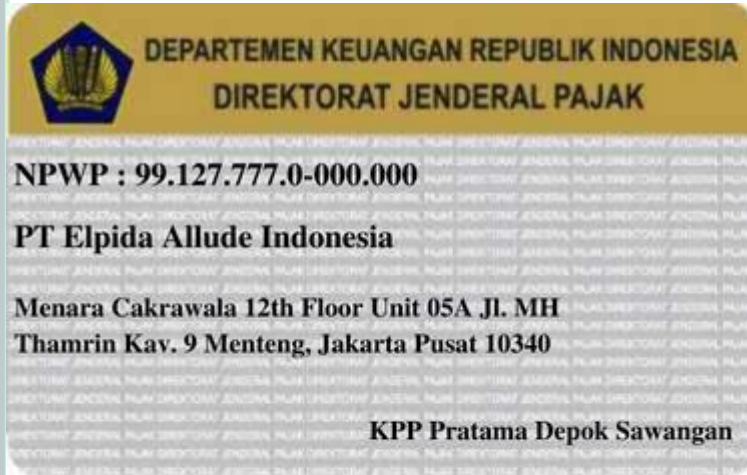 DEPARTEMEN KEUANGAN REPUBLIK INDONESIA
DIREKTORAT JENDERAL PAJAK
NPWP : 99.127.777.0-000.000
PT Elpida Allude Indonesia
Menara Cakrawala 12th Floor Unit 05A Jl. MH
Thamrin Kav. 9 Menteng, Jakarta Pusat 10340
KPP Pratama Depok Sawangan